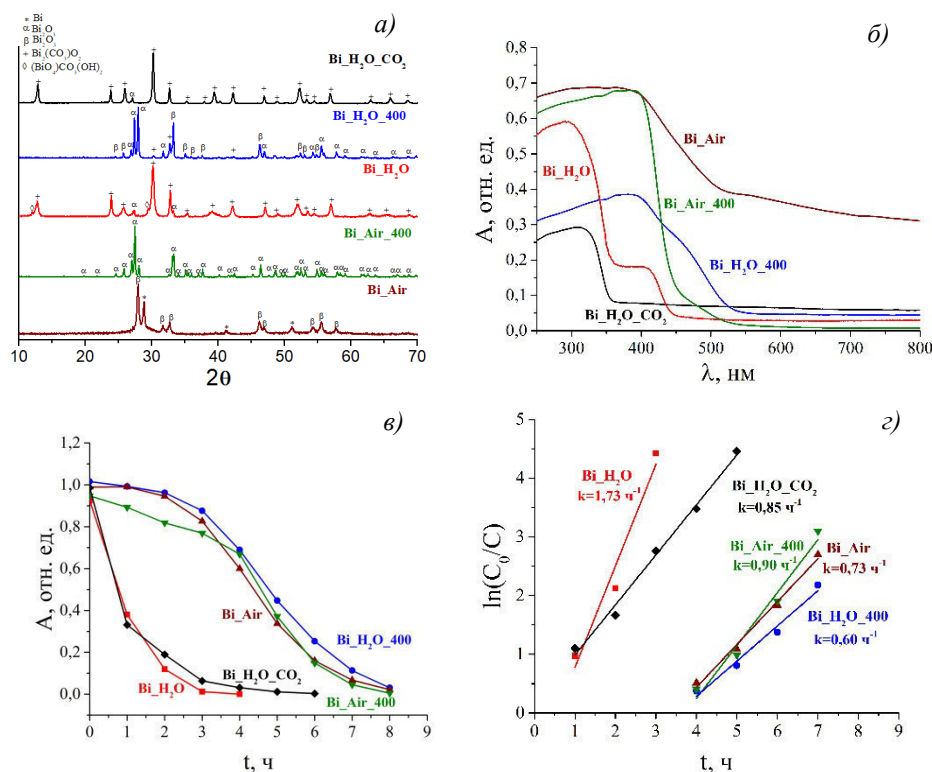 а)
* Bi
α Bi₂O₃
β Bi₂O₃
+ Bi₂(CO₃)O₂
◊ (BiO₄)CO₃(OH)₂
Bi_H₂O_CO₂
Bi_H₂O_400
Bi_H₂O
Bi_Air_400
Bi_Air
10 20 30 40 50 60 70
2θ
б)
0,8
0,7
0,6
0,5
0,4
0,3
0,2
0,1
0,0
A, отн. ед.
Bi_Air
Bi_H₂O
Bi_Air_400
Bi_H₂O_400
Bi_H₂O_CO₂
300 400 500 600 700 800
λ, нм
в)
1,2
1,0
0,8
0,6
0,4
0,2
0,0
A, отн. ед.
Bi_Air
Bi_H₂O_400
Bi_H₂O_CO₂
Bi_H₂O
Bi_Air_400
0 1 2 3 4 5 6 7 8 9
t, ч
г)
5
4
3
2
1
0
ln(C₀/C)
Bi_H₂O
k=1,73 ч⁻¹
Bi_H₂O_CO₂
k=0,85 ч⁻¹
Bi_Air_400
k=0,90 ч⁻¹
Bi_Air
k=0,73 ч⁻¹
Bi_H₂O_400
k=0,60 ч⁻¹
0 1 2 3 4 5 6 7 8 9
t, ч